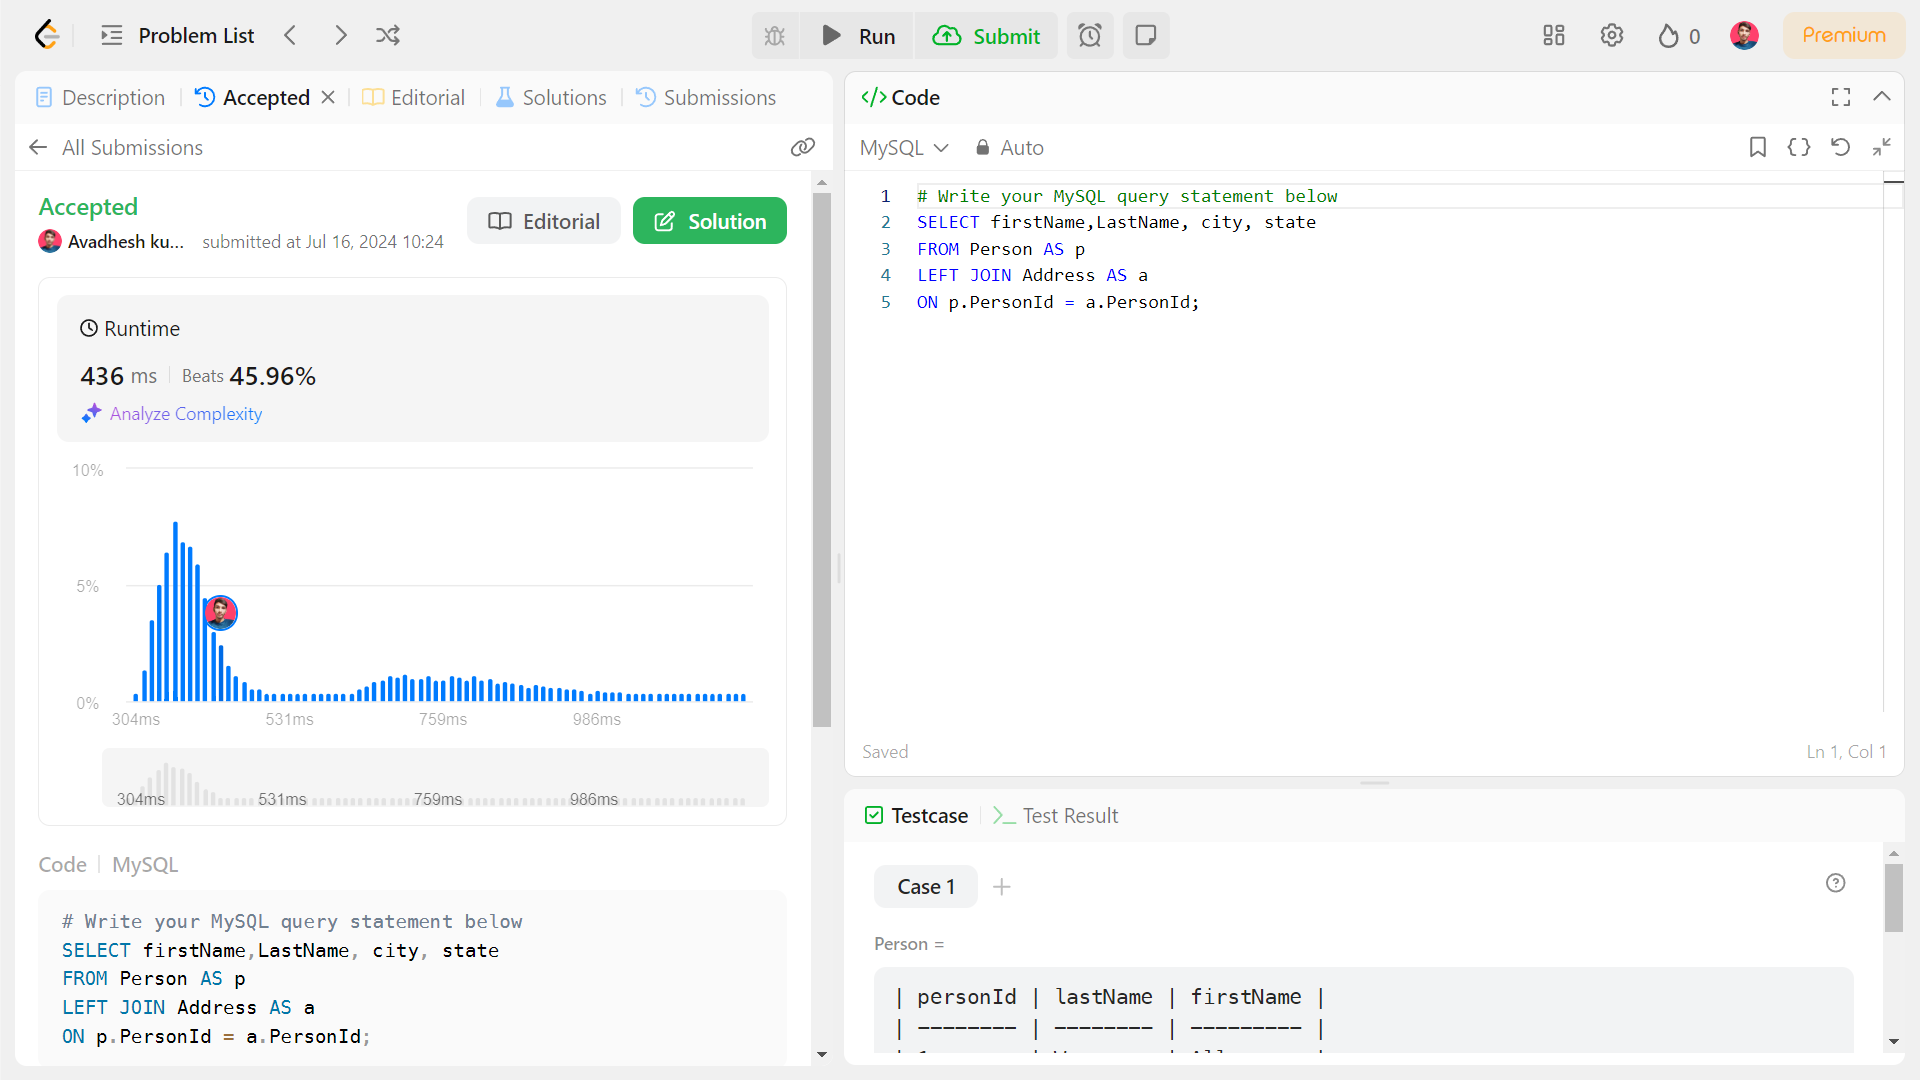 Problem List
Run
Submit
0
Premium
Description
Accepted
Editorial
Solutions
Submissions
All Submissions
Accepted
Avadhesh ku...
submitted at Jul 16, 2024 10:24
Editorial
Solution
Runtime
436 ms
Beats 45.96%
Analyze Complexity
10%
5%
0%
304ms 531ms 759ms 986ms
304ms 531ms 759ms 986ms
Code
MySQL
# Write your MySQL query statement below
SELECT firstName,LastName, city, state
FROM Person AS p
LEFT JOIN Address AS a
ON p.PersonId = a.PersonId;
</> Code
MySQL
Auto
1 # Write your MySQL query statement below
2 SELECT firstName,LastName, city, state
3 FROM Person AS p
4 LEFT JOIN Address AS a
5 ON p.PersonId = a.PersonId;
Saved
Ln 1, Col 1
Testcase
Test Result
Case 1
Person =
| personId | lastName | firstName |
| -------- | -------- | --------- |